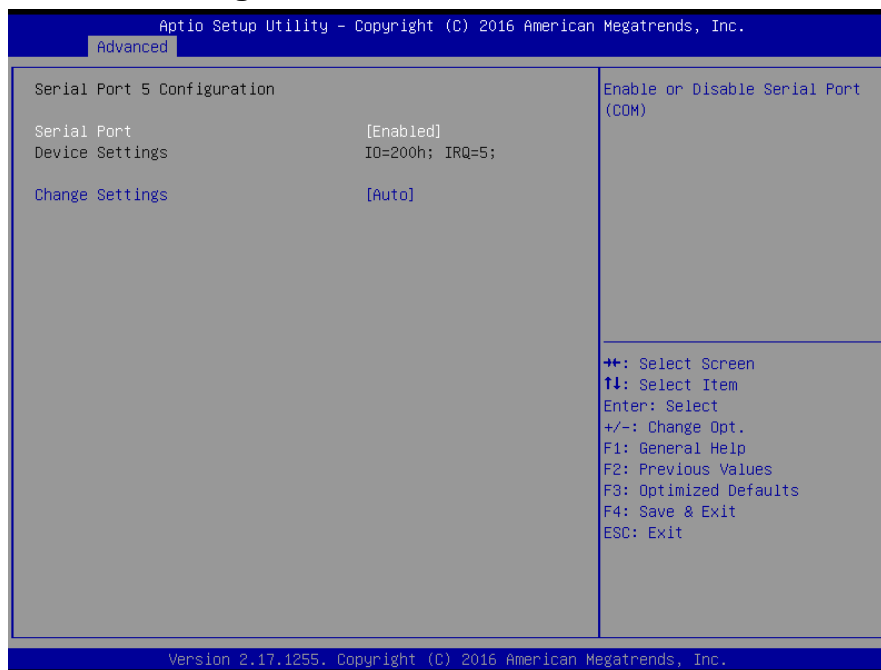 Aptio Setup Utility – Copyright (C) 2016 American Megatrends, Inc.
Advanced
Serial Port 5 Configuration
Serial Port [Enabled]
Device Settings IO=200h; IRQ=5;
Change Settings [Auto]
Enable or Disable Serial Port
(COM)
→←: Select Screen
↑↓: Select Item
Enter: Select
+/-: Change Opt.
F1: General Help
F2: Previous Values
F3: Optimized Defaults
F4: Save & Exit
ESC: Exit
Version 2.17.1255. Copyright (C) 2016 American Megatrends, Inc.